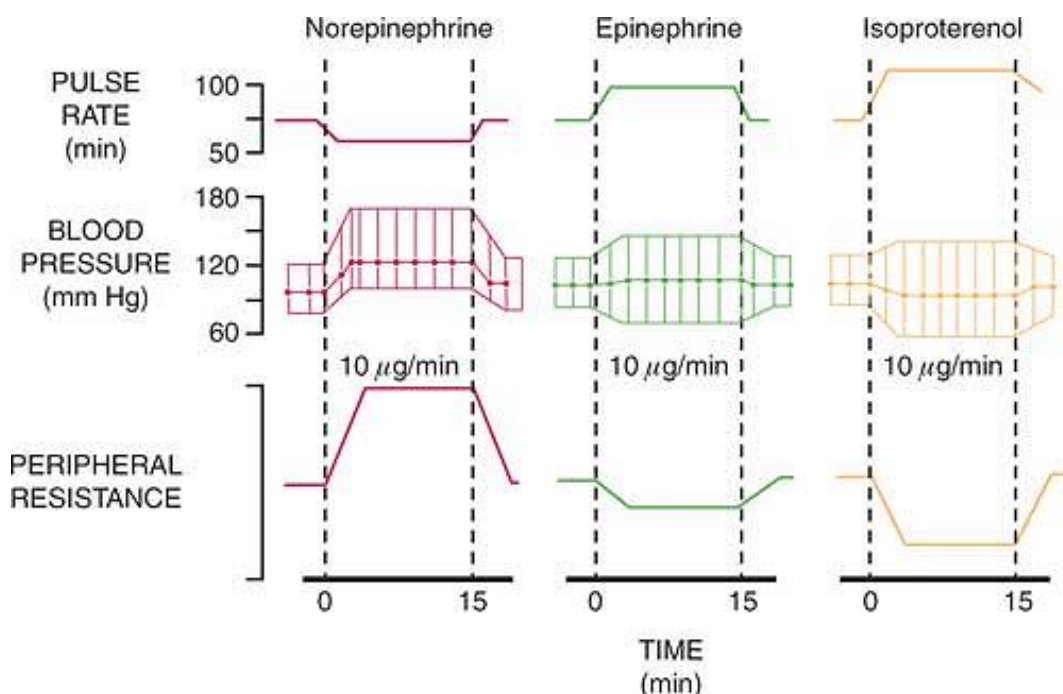 Norepinephrine Epinephrine Isoproterenol
PULSE
RATE
(min)
100
50
BLOOD
PRESSURE
(mm Hg)
180
120
60
10 μg/min 10 μg/min 10 μg/min
PERIPHERAL
RESISTANCE
0 15 0 15 0 15
TIME
(min)